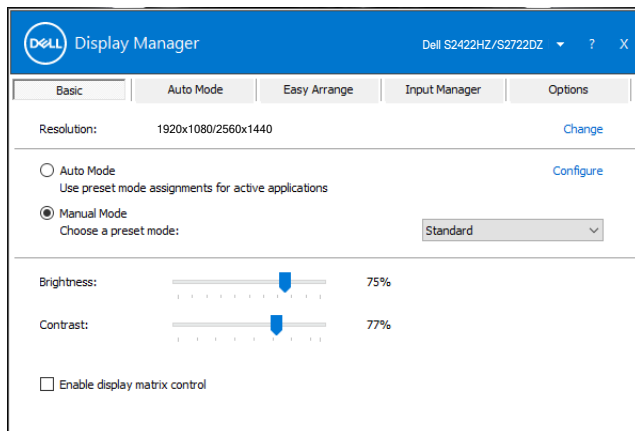 DELL Display Manager Dell S2422HZ/S2722DZ ? X
Basic Auto Mode Easy Arrange Input Manager Options
Resolution: 1920x1080/2560x1440 Change
Auto Mode Configure
Use preset mode assignments for active applications
Manual Mode
Choose a preset mode: Standard
Brightness: 75%
Contrast: 77%
Enable display matrix control